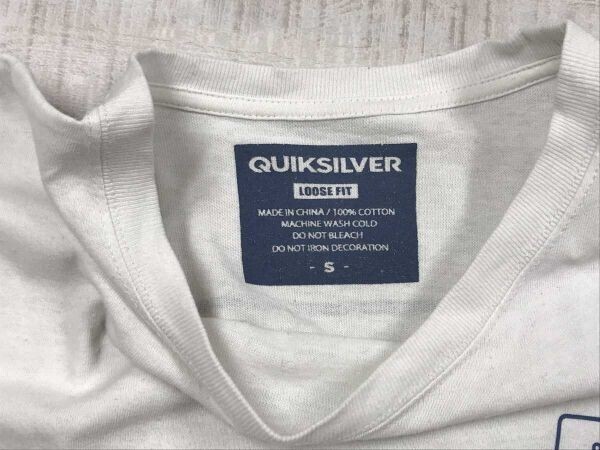 QUIKSILVER
LOOSE FIT
MADE IN CHINA / 100% COTTON
MACHINE WASH COLD
DO NOT BLEACH
DO NOT IRON DECORATION
- S -